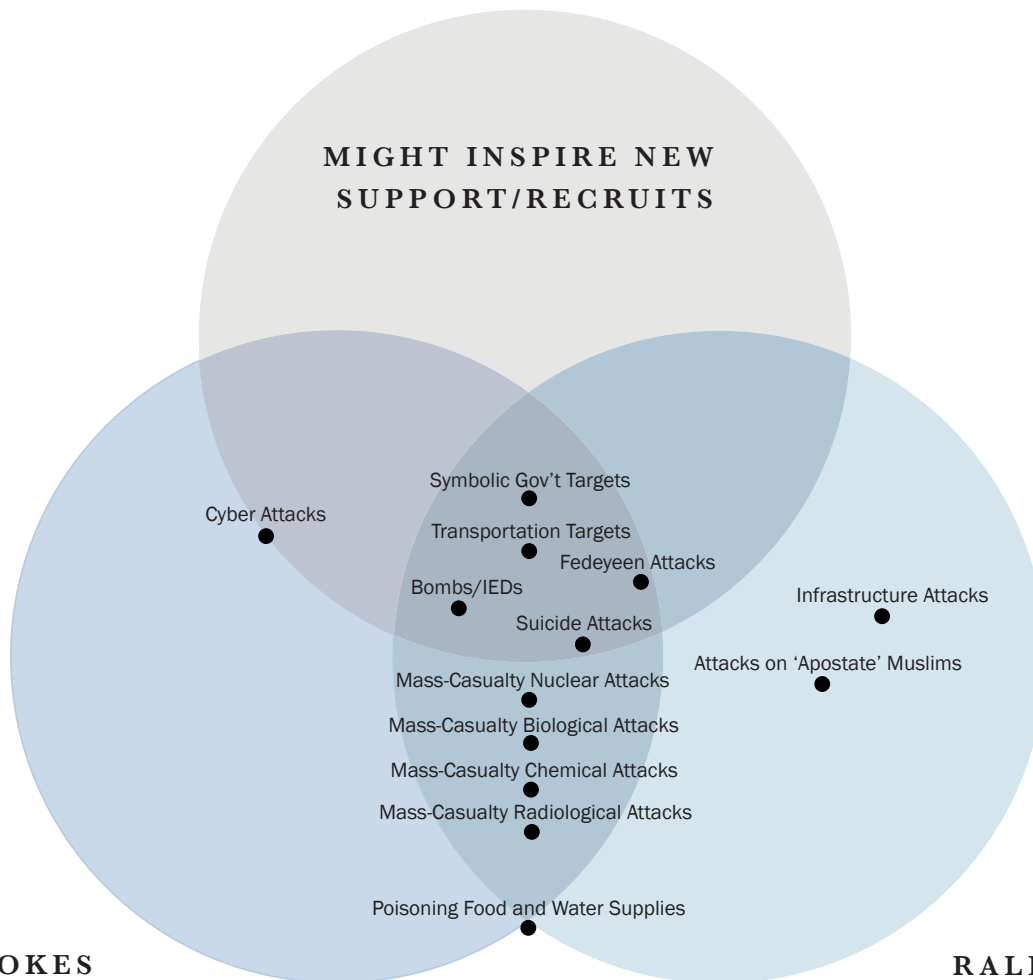 MIGHT INSPIRE NEW
SUPPORT/RECRUITS
Symbolic Gov't Targets
Cyber Attacks
Transportation Targets
Fedeyeen Attacks
Bombs/IEDs
Infrastructure Attacks
Suicide Attacks
Attacks on ‘Apostate’ Muslims
Mass-Casualty Nuclear Attacks
Mass-Casualty Biological Attacks
Mass-Casualty Chemical Attacks
Mass-Casualty Radiological Attacks
Poisoning Food and Water Supplies